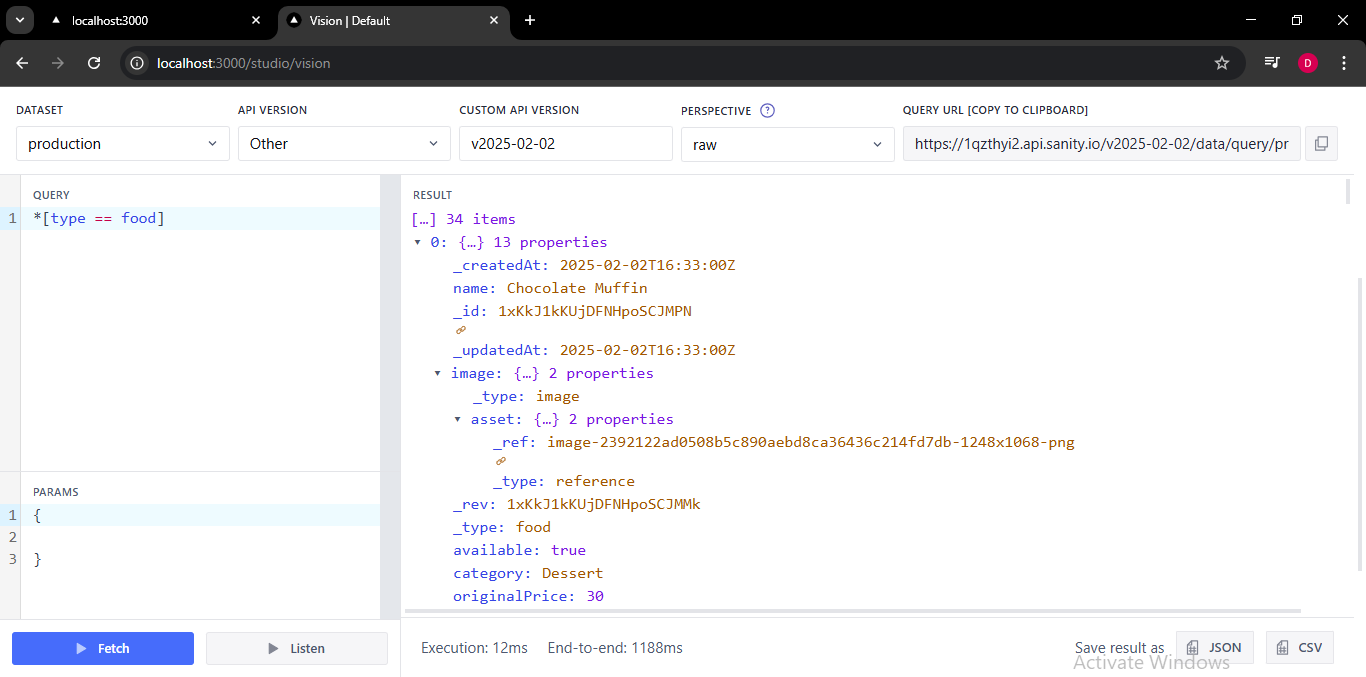 localhost:3000
Vision | Default
localhost:3000/studio/vision
D
DATASET
API VERSION
CUSTOM API VERSION
PERSPECTIVE ?
QUERY URL [COPY TO CLIPBOARD]
production
Other
v2025-02-02
raw
https://1qzthyi2.api.sanity.io/v2025-02-02/data/query/pr
QUERY
1 *[type == food]
PARAMS
1 {
2
3 }
Fetch
Listen
RESULT
[…] 34 items
0: {…} 13 properties
_createdAt: 2025-02-02T16:33:00Z
name: Chocolate Muffin
_id: 1xKkJ1kKUjDFNHpoSCJMPN
_updatedAt: 2025-02-02T16:33:00Z
image: {…} 2 properties
_type: image
asset: {…} 2 properties
_ref: image-2392122ad0508b5c890aebd8ca36436c214fd7db-1248x1068-png
_type: reference
_rev: 1xKkJ1kKUjDFNHpoSCJMMk
_type: food
available: true
category: Dessert
originalPrice: 30
Execution: 12ms
End-to-end: 1188ms
Save result as
JSON
CSV
Activate Windows